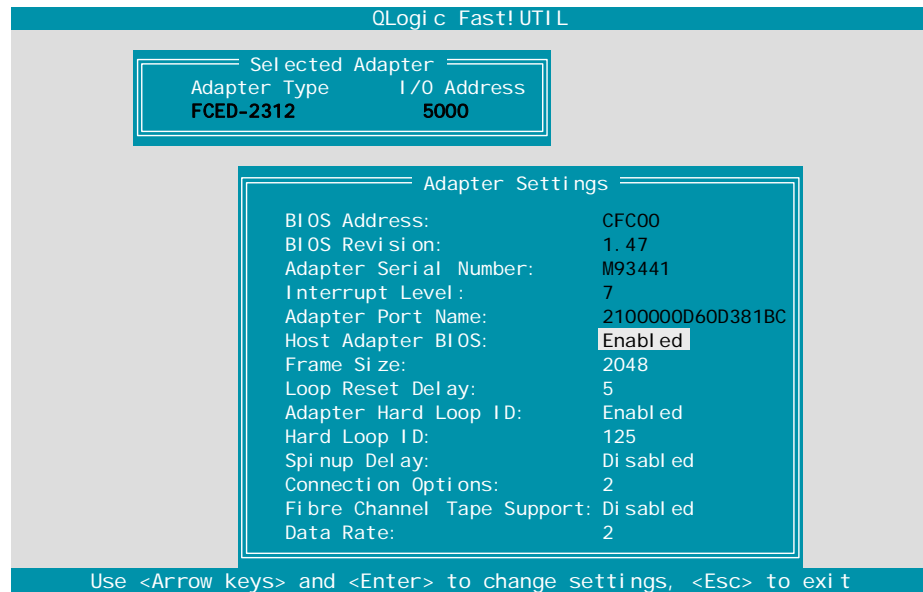 QLogic Fast!UTIL
Selected Adapter
Adapter Type I/O Address
FCED-2312 5000
Adapter Settings
BIOS Address: CFC00
BIOS Revision: 1.47
Adapter Serial Number: M93441
Interrupt Level: 7
Adapter Port Name: 2100000D60D381BC
Host Adapter BIOS: Enabled
Frame Size: 2048
Loop Reset Delay: 5
Adapter Hard Loop ID: Enabled
Hard Loop ID: 125
Spinup Delay: Disabled
Connection Options: 2
Fibre Channel Tape Support: Disabled
Data Rate: 2
Use <Arrow keys> and <Enter> to change settings, <Esc> to exit